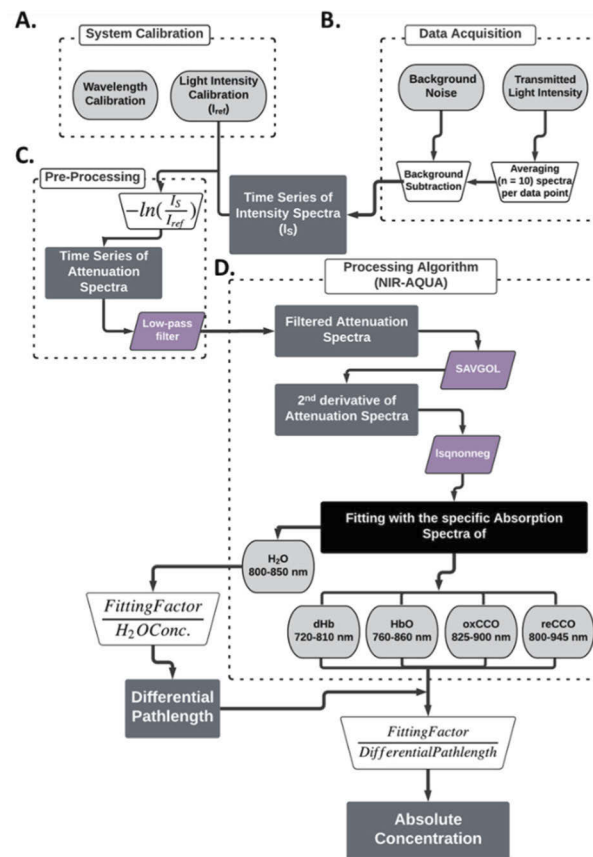 A.
System Calibration
Wavelength
Calibration
Light Intensity
Calibration
(Iref)
B.
Data Acquisition
Background
Noise
Transmitted
Light Intensity
Background
Subtraction
Averaging
(n = 10) spectra
per data point
C.
Pre-Processing
−ln(IS/Iref)
Time Series of
Intensity Spectra
(IS)
Time Series of
Attenuation
Spectra
Low-pass
filter
D.
Processing Algorithm
(NIR-AQUA)
Filtered Attenuation
Spectra
SAVGOL
2nd derivative of
Attenuation Spectra
lsqnonneg
Fitting with the specific Absorption
Spectra of
H₂O
800-850 nm
dHb
720-810 nm
HbO
760-860 nm
oxCCO
825-900 nm
reCCO
800-945 nm
FittingFactor
H₂OConc.
Differential
Pathlength
FittingFactor
DifferentialPathlength
Absolute
Concentration